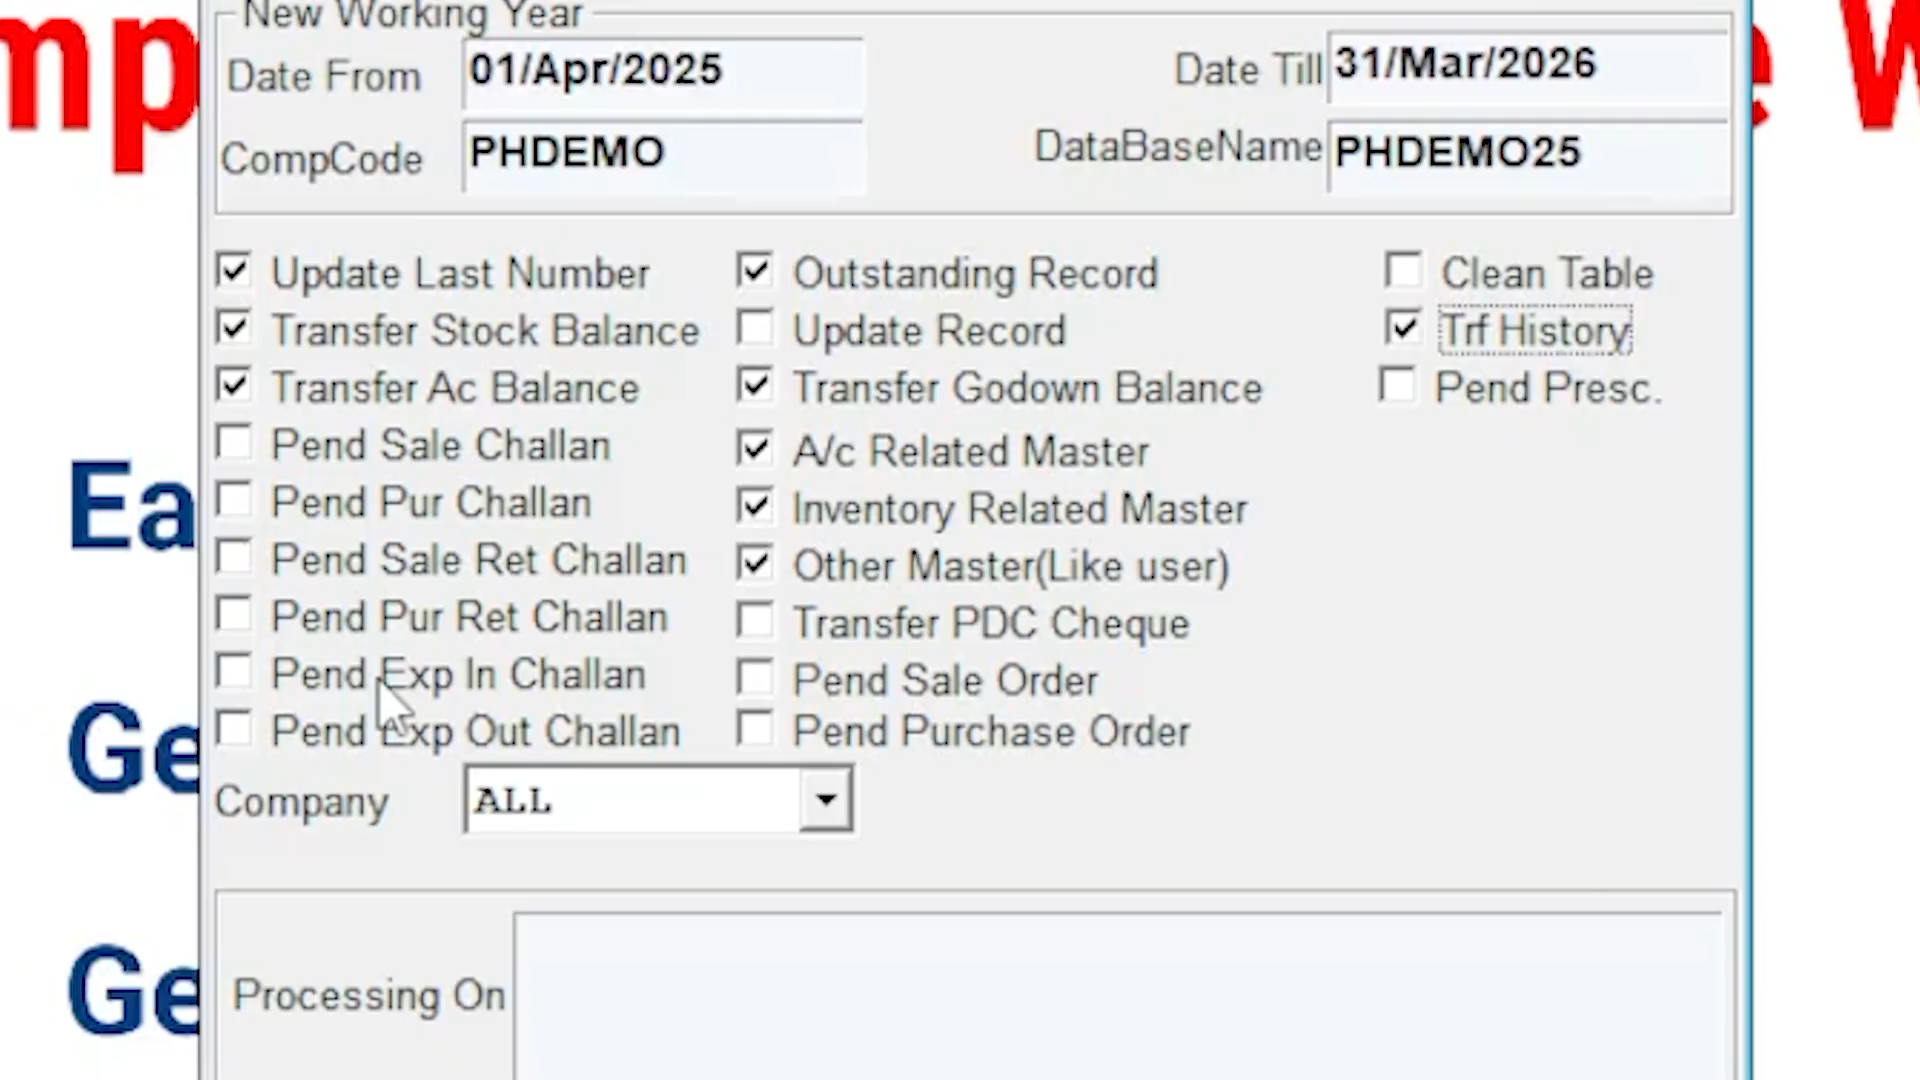 New Working Year
Date From 01/Apr/2025 Date Till 31/Mar/2026
CompCode PHDEMO DataBaseName PHDEMO25
Update Last Number Outstanding Record Clean Table
Transfer Stock Balance Update Record Trf History
Transfer Ac Balance Transfer Godown Balance Pend Presc.
Pend Sale Challan A/c Related Master
Pend Pur Challan Inventory Related Master
Pend Sale Ret Challan Other Master(Like user)
Pend Pur Ret Challan Transfer PDC Cheque
Pend Exp In Challan Pend Sale Order
Pend Exp Out Challan Pend Purchase Order
Company ALL
Processing On
mp e W
Ea
Ge
Ge